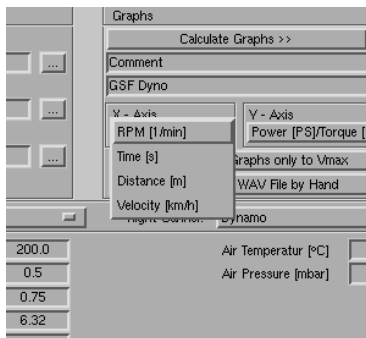 Graphs
Calculate Graphs >>
...
Comment
GSF Dyno
...
X - Axis
Y - Axis
RPM [1/min]
Power [PS]/Torque [
...
Time [s]
Graphs only to Vmax
Distance [m]
WAV File by Hand
Velocity [km/h]
200.0
Air Temperatur [ºC]
0.5
Air Pressure [mbar]
0.75
6.32